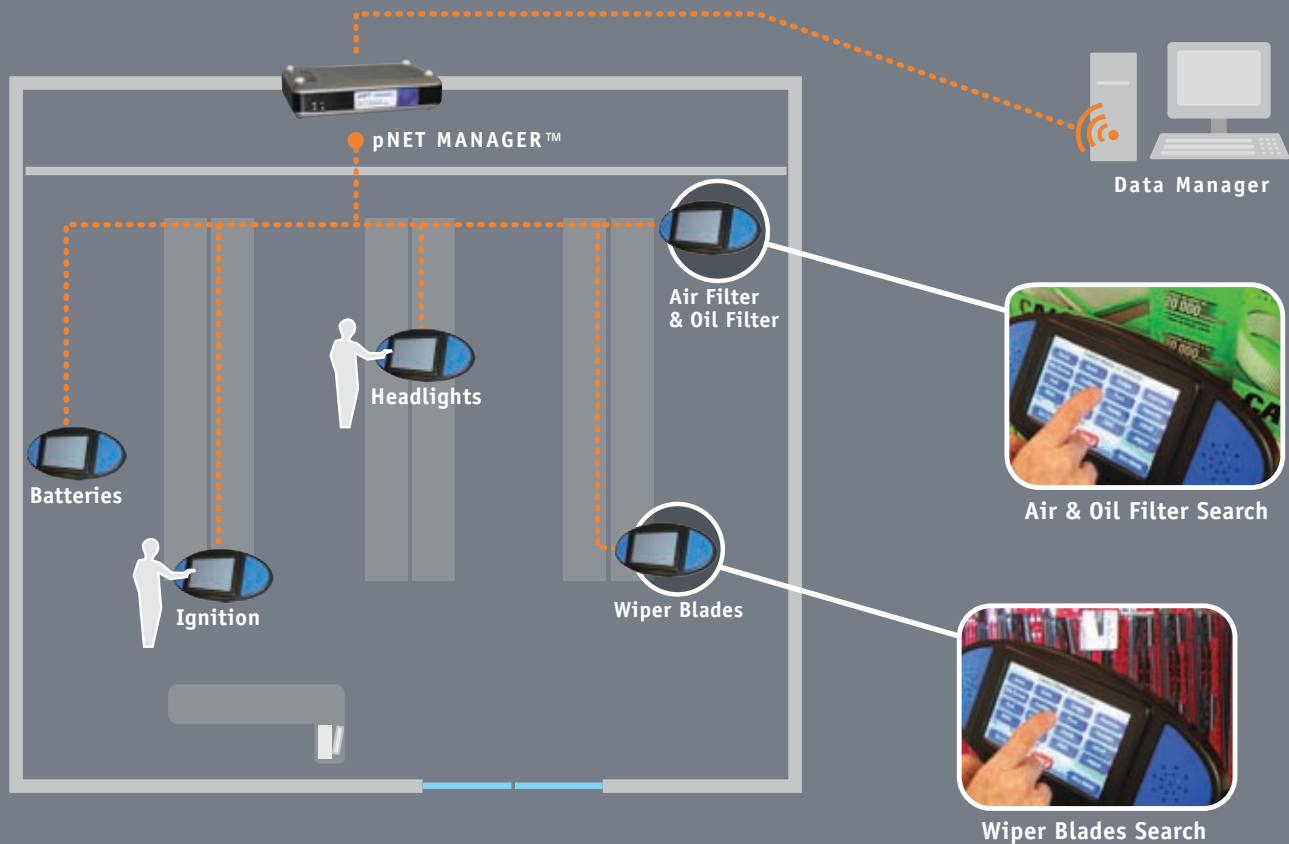 pNET MANAGER™
Data Manager
Air Filter
& Oil Filter
Headlights
Batteries
Air & Oil Filter Search
Ignition
Wiper Blades
Wiper Blades Search